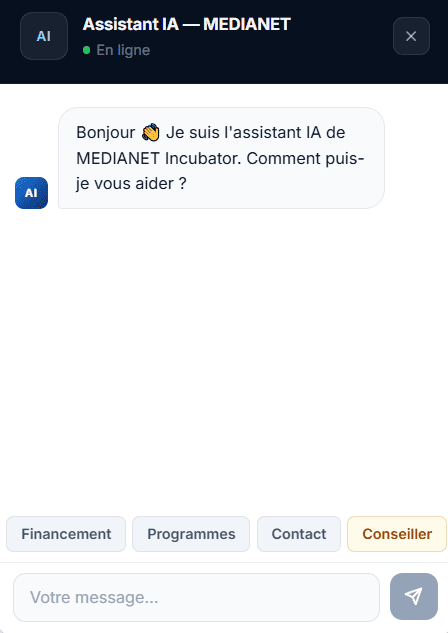 AI
Assistant IA — MEDIANET
En ligne
Bonjour 👋 Je suis l'assistant IA de
MEDIANET Incubator. Comment puis-
je vous aider ?
AI
Financement
Programmes
Contact
Conseiller
Votre message...